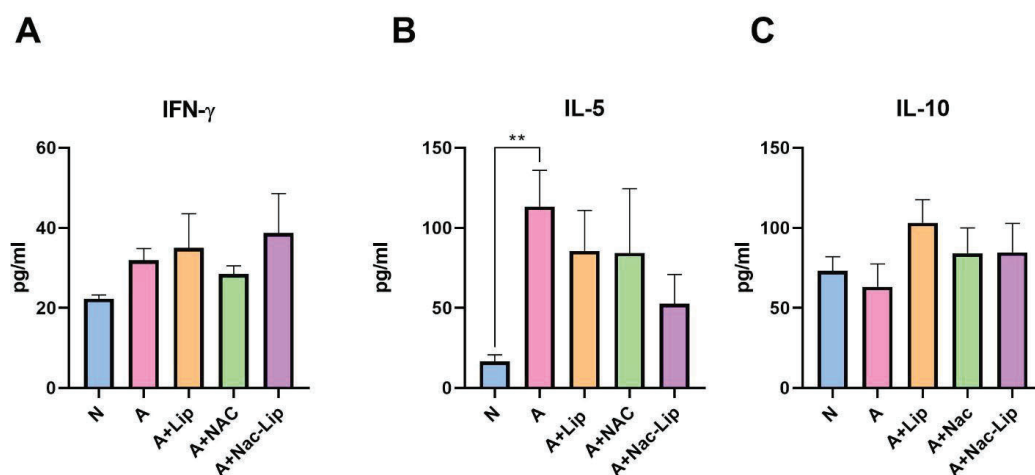 A
IFN-γ
pg/ml
60
40
20
0
N
A
A+Lip
A+NAC
A+Nac-Lip
B
IL-5
pg/ml
150
100
50
0
**
N
A
A+Lip
A+NAC
A+Nac-Lip
C
IL-10
pg/ml
150
100
50
0
N
A
A+Lip
A+Nac
A+Nac-Lip